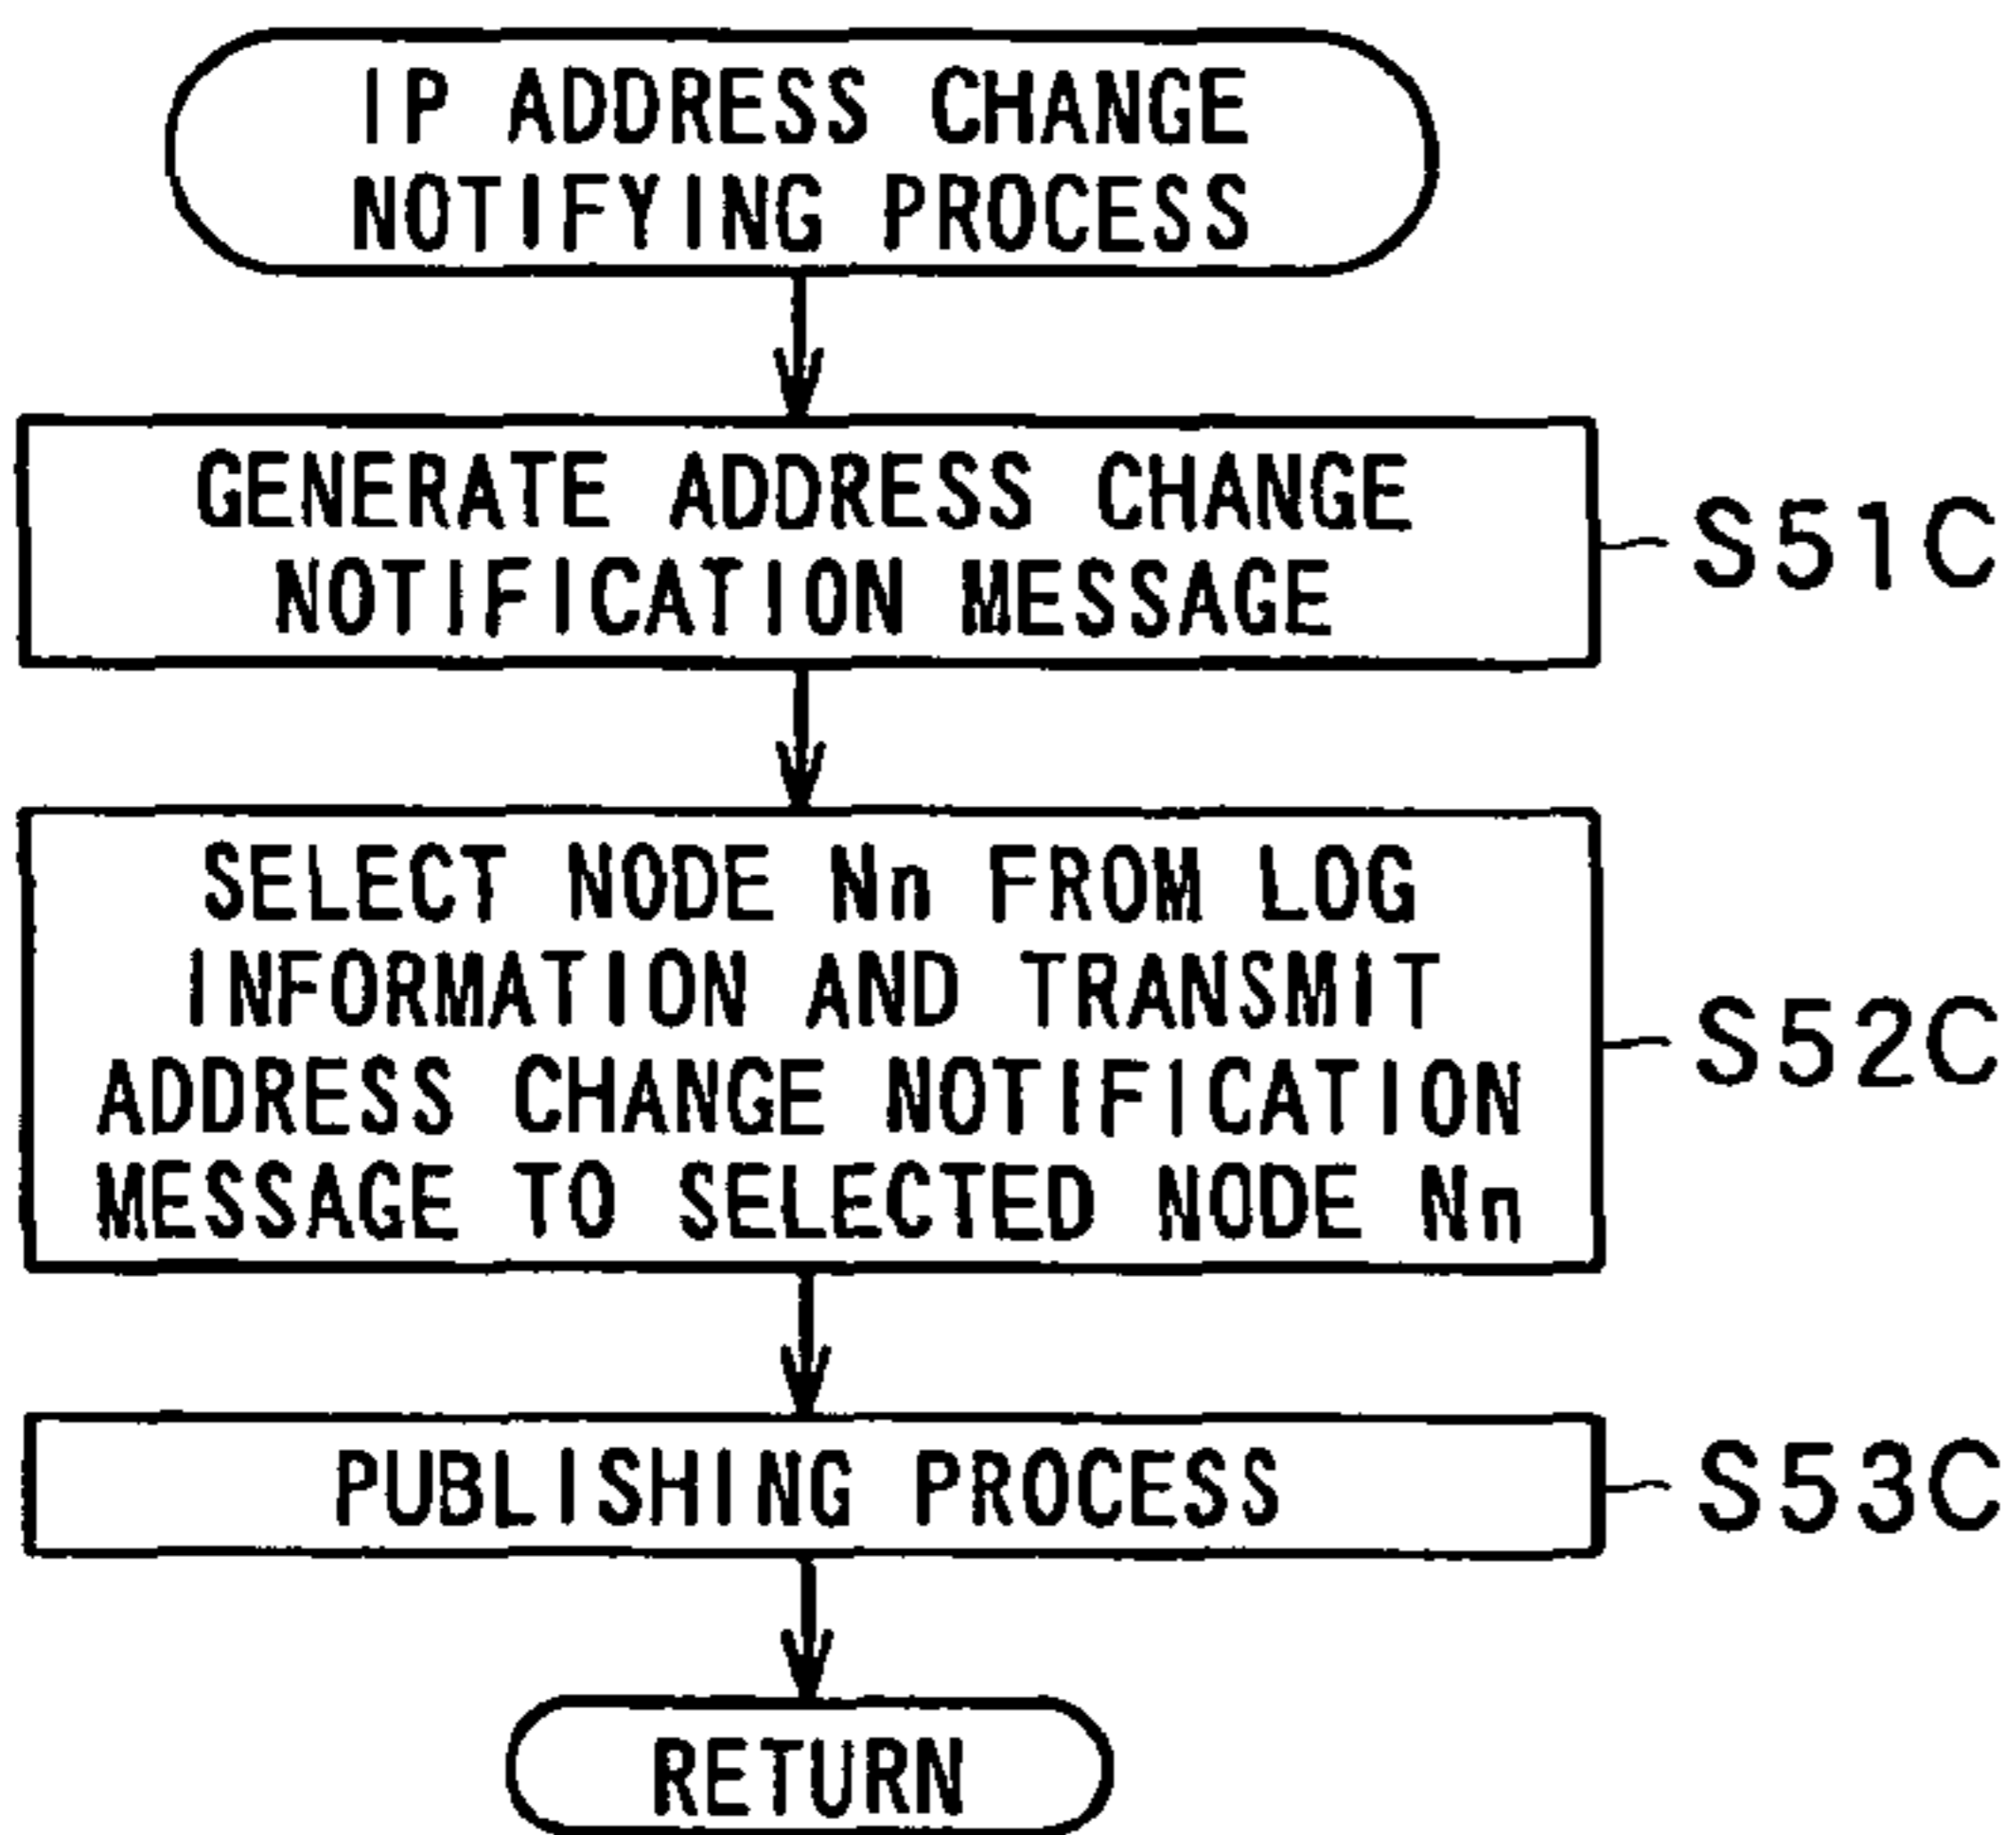 IP ADDRESS CHANGE
NOTIFYING PROCESS
GENERATE ADDRESS CHANGE
NOTIFICATION MESSAGE
S51C
SELECT NODE Nn FROM LOG
INFORMATION AND TRANSMIT
ADDRESS CHANGE NOTIFICATION
MESSAGE TO SELECTED NODE Nn
S52C
PUBLISHING PROCESS
S53C
RETURN